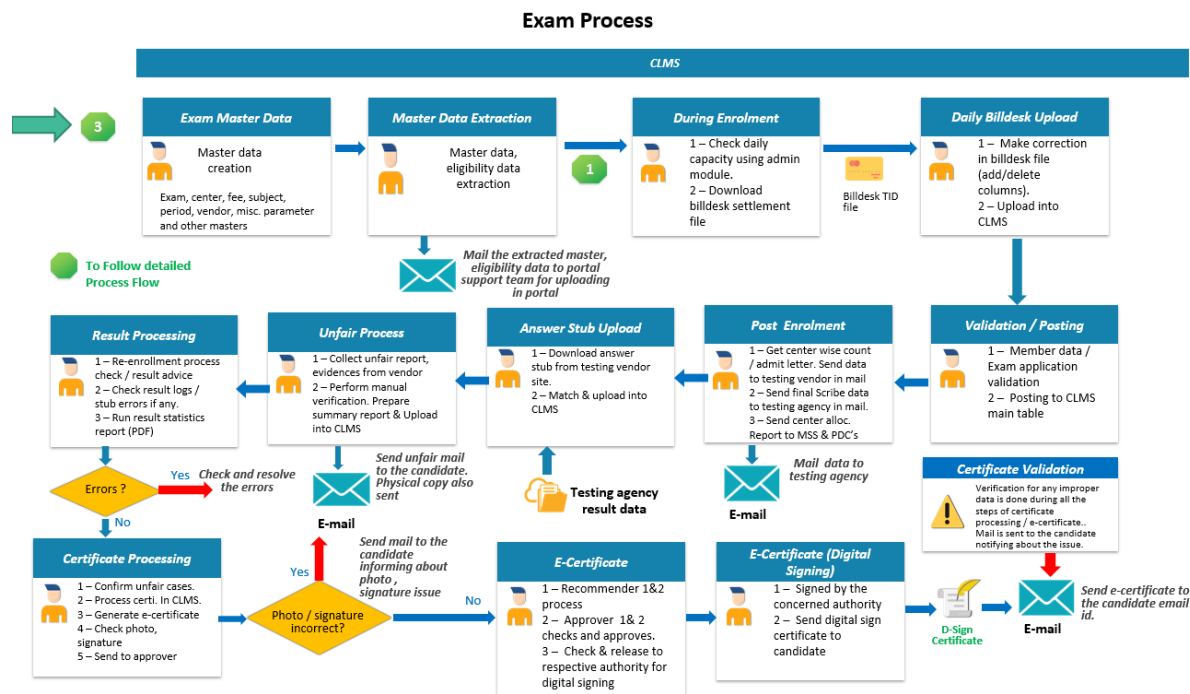 Exam Process
CLMS
3
Exam Master Data
Master data
creation
Exam, center, fee, subject,
period, vendor, misc. parameter
and other masters
Master Data Extraction
Master data,
eligibility data
extraction
1
During Enrolment
1 – Check daily
capacity using admin
module.
2 – Download
billdesk settlement
file
Billdesk TID
file
Daily Billdesk Upload
1 – Make correction
in billdesk file
(add/delete
columns).
2 – Upload into
CLMS
To Follow detailed
Process Flow
Mail the extracted master,
eligibility data to portal
support team for uploading
in portal
Result Processing
1 – Re-enrollment process
check / result advice
2 – Check result logs /
stub errors if any.
3 – Run result statistics
report (PDF)
Unfair Process
1 – Collect unfair report,
evidences from vendor
2 – Perform manual
verification. Prepare
summary report & Upload
into CLMS
Answer Stub Upload
1 – Download answer
stub from testing vendor
site.
2 – Match & upload into
CLMS
Post Enrolment
1 – Get center wise count
/ admit letter. Send data
to testing vendor in mail
2 – Send final Scribe data
to testing agency in mail.
3 – Send center alloc.
Report to MSS & PDC's
Validation / Posting
1 – Member data /
Exam application
validation
2 – Posting to CLMS
main table
Errors ?
Yes
Check and resolve
the errors
No
Send unfair mail
to the candidate.
Physical copy also
sent
E-mail
Testing agency
result data
Mail data to
testing agency
E-mail
Certificate Validation
Verification for any improper
data is done during all the
steps of certificate
processing / e-certificate..
Mail is sent to the candidate
notifying about the issue.
Certificate Processing
1 – Confirm unfair cases.
2 – Process certi. In CLMS.
3 – Generate e-certificate
4 – Check photo,
signature
5 – Send to approver
Yes
Send mail to the
candidate
informing about
photo ,
signature issue
Photo / signature
incorrect?
No
E-Certificate
1 – Recommender 1&2
process
2 – Approver 1& 2
checks and approves.
3 – Check & release to
respective authority for
digital signing
E-Certificate (Digital
Signing)
1 – Signed by the
concerned authority
2 – Send digital sign
certificate to
candidate
D-Sign
Certificate
E-mail
Send e-certificate to
the candidate email
id.